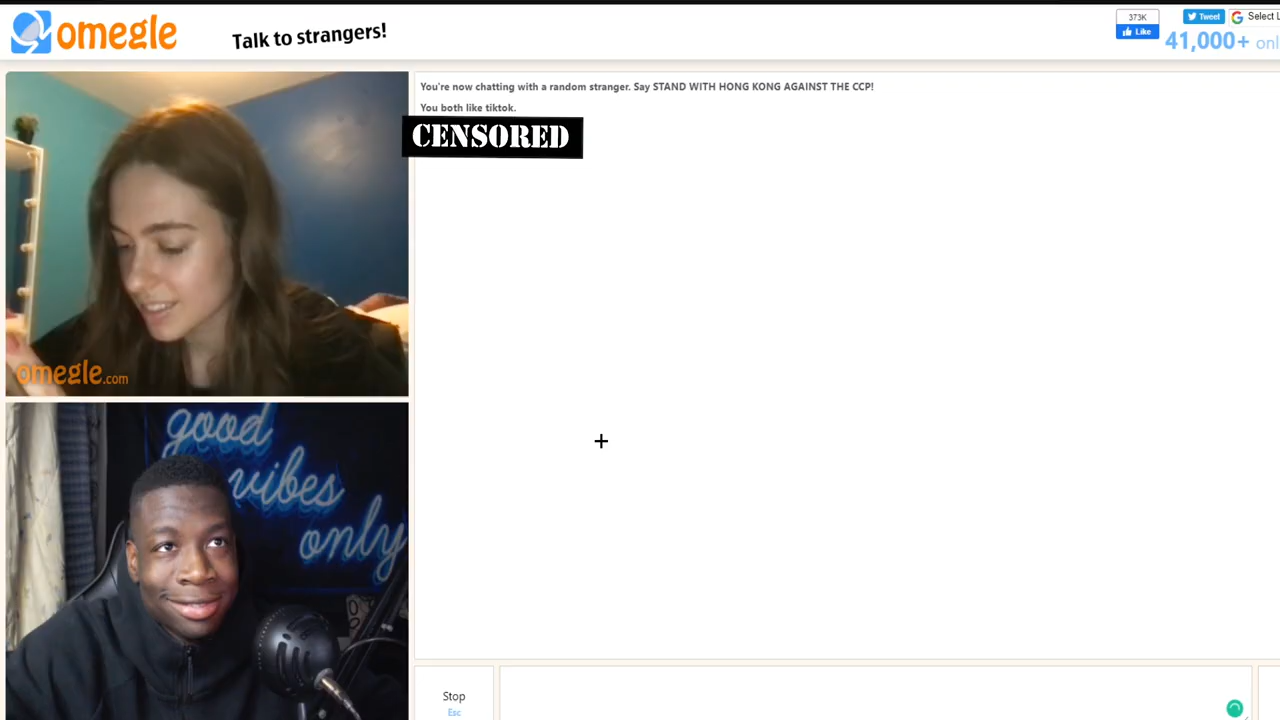 omegle
Talk to strangers!
373K
Like
Tweet
Select L
41,000+ onl
You're now chatting with a random stranger. Say STAND WITH HONG KONG AGAINST THE CCP!
You both like tiktok.
CENSORED
omegle.com
good
vibes
only
Stop
Esc